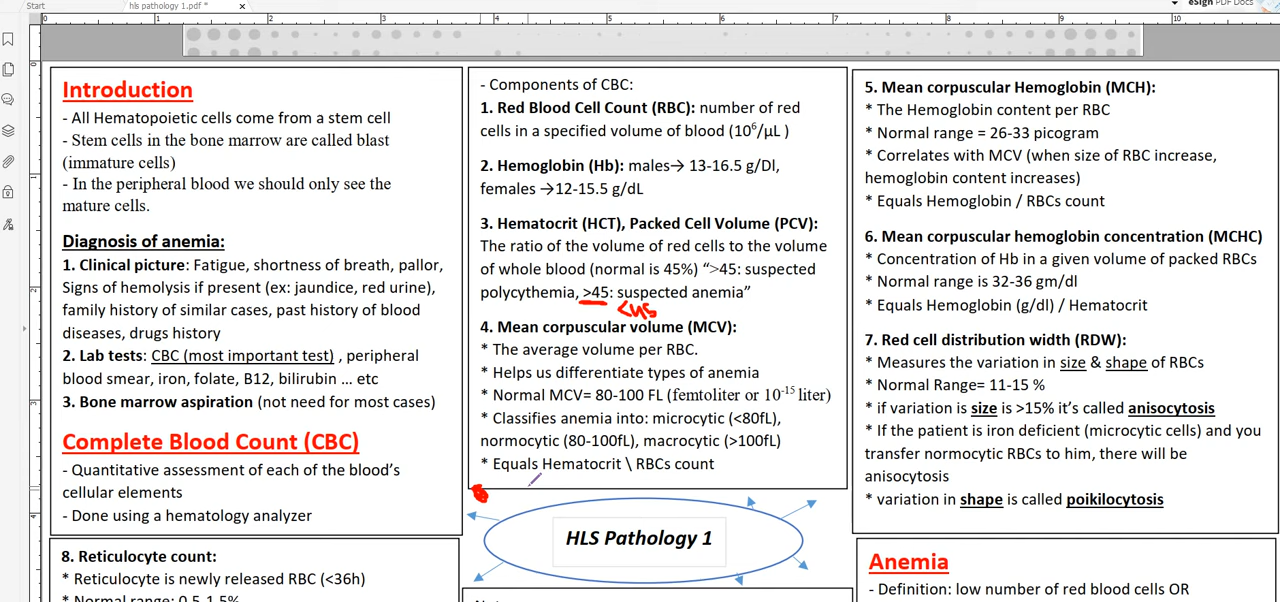 Start
hls pathology 1.pdf *
eSign PDF Docs
Introduction
- All Hematopoietic cells come from a stem cell
- Stem cells in the bone marrow are called blast
(immature cells)
- In the peripheral blood we should only see the
mature cells.
Diagnosis of anemia:
1. Clinical picture: Fatigue, shortness of breath, pallor,
Signs of hemolysis if present (ex: jaundice, red urine),
family history of similar cases, past history of blood
diseases, drugs history
2. Lab tests: CBC (most important test) , peripheral
blood smear, iron, folate, B12, bilirubin ... etc
3. Bone marrow aspiration (not need for most cases)
Complete Blood Count (CBC)
- Quantitative assessment of each of the blood's
cellular elements
- Done using a hematology analyzer
8. Reticulocyte count:
* Reticulocyte is newly released RBC (<36h)
* Normal range: 0.5-1.5%
- Components of CBC:
1. Red Blood Cell Count (RBC): number of red
cells in a specified volume of blood (10⁶/µL )
2. Hemoglobin (Hb): males→ 13-16.5 g/Dl,
females →12-15.5 g/dL
3. Hematocrit (HCT), Packed Cell Volume (PCV):
The ratio of the volume of red cells to the volume
of whole blood (normal is 45%) “>45: suspected
polycythemia, >45: suspected anemia”
<45
4. Mean corpuscular volume (MCV):
* The average volume per RBC.
* Helps us differentiate types of anemia
* Normal MCV= 80-100 FL (femtoliter or 10⁻¹⁵ liter)
* Classifies anemia into: microcytic (<80fL),
normocytic (80-100fL), macrocytic (>100fL)
* Equals Hematocrit \ RBCs count
HLS Pathology 1
5. Mean corpuscular Hemoglobin (MCH):
* The Hemoglobin content per RBC
* Normal range = 26-33 picogram
* Correlates with MCV (when size of RBC increase,
hemoglobin content increases)
* Equals Hemoglobin / RBCs count
6. Mean corpuscular hemoglobin concentration (MCHC)
* Concentration of Hb in a given volume of packed RBCs
* Normal range is 32-36 gm/dl
* Equals Hemoglobin (g/dl) / Hematocrit
7. Red cell distribution width (RDW):
* Measures the variation in size & shape of RBCs
* Normal Range= 11-15 %
* if variation is size is >15% it's called anisocytosis
* If the patient is iron deficient (microcytic cells) and you
transfer normocytic RBCs to him, there will be
anisocytosis
* variation in shape is called poikilocytosis
Anemia
- Definition: low number of red blood cells OR